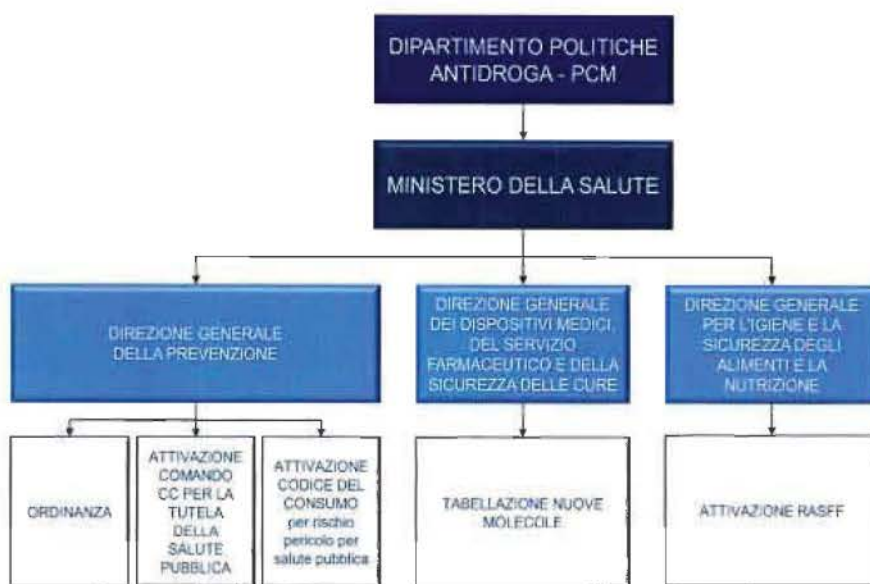 DIPARTIMENTO POLITICHE
ANTIDROGA - PCM
MINISTERO DELLA SALUTE
DIREZIONE GENERALE
DELLA PREVENZIONE
DIREZIONE GENERALE
DEI DISPOSITIVI MEDICI,
DEL SERVIZIO
FARMACEUTICO E DELLA
SICUREZZA DELLE CURE
DIREZIONE GENERALE
PER L'IGIENE E LA
SICUREZZA DEGLI
ALIMENTI E LA
NUTRIZIONE
ORDINANZA
ATTIVAZIONE
COMANDO
CC PER LA
TUTELA
DELLA
SALUTE
PUBBLICA
ATTIVAZIONE
CODICE DEL
CONSUMO
per rischio
pericolo per
salute pubblica
TABELLAZIONE NUOVE
MOLECOLE
ATTIVAZIONE RASFF